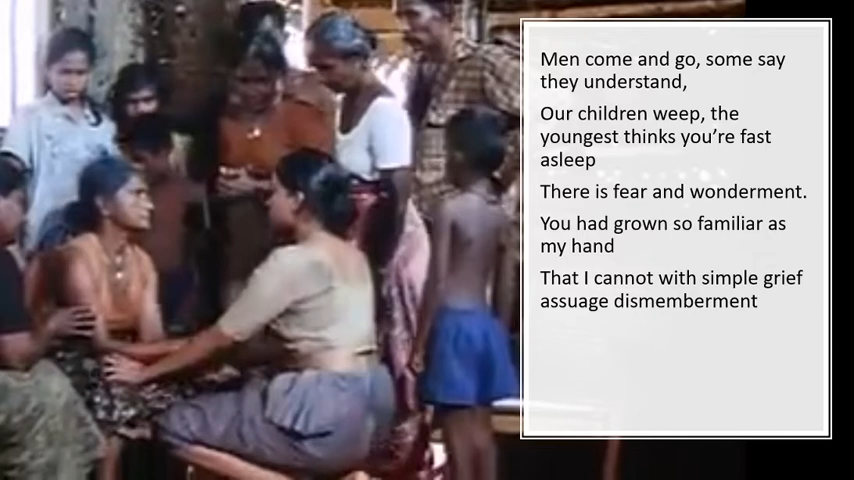 Men come and go, some say
they understand,
Our children weep, the
youngest thinks you’re fast
asleep
There is fear and wonderment.
You had grown so familiar as
my hand
That I cannot with simple grief
assuage dismemberment